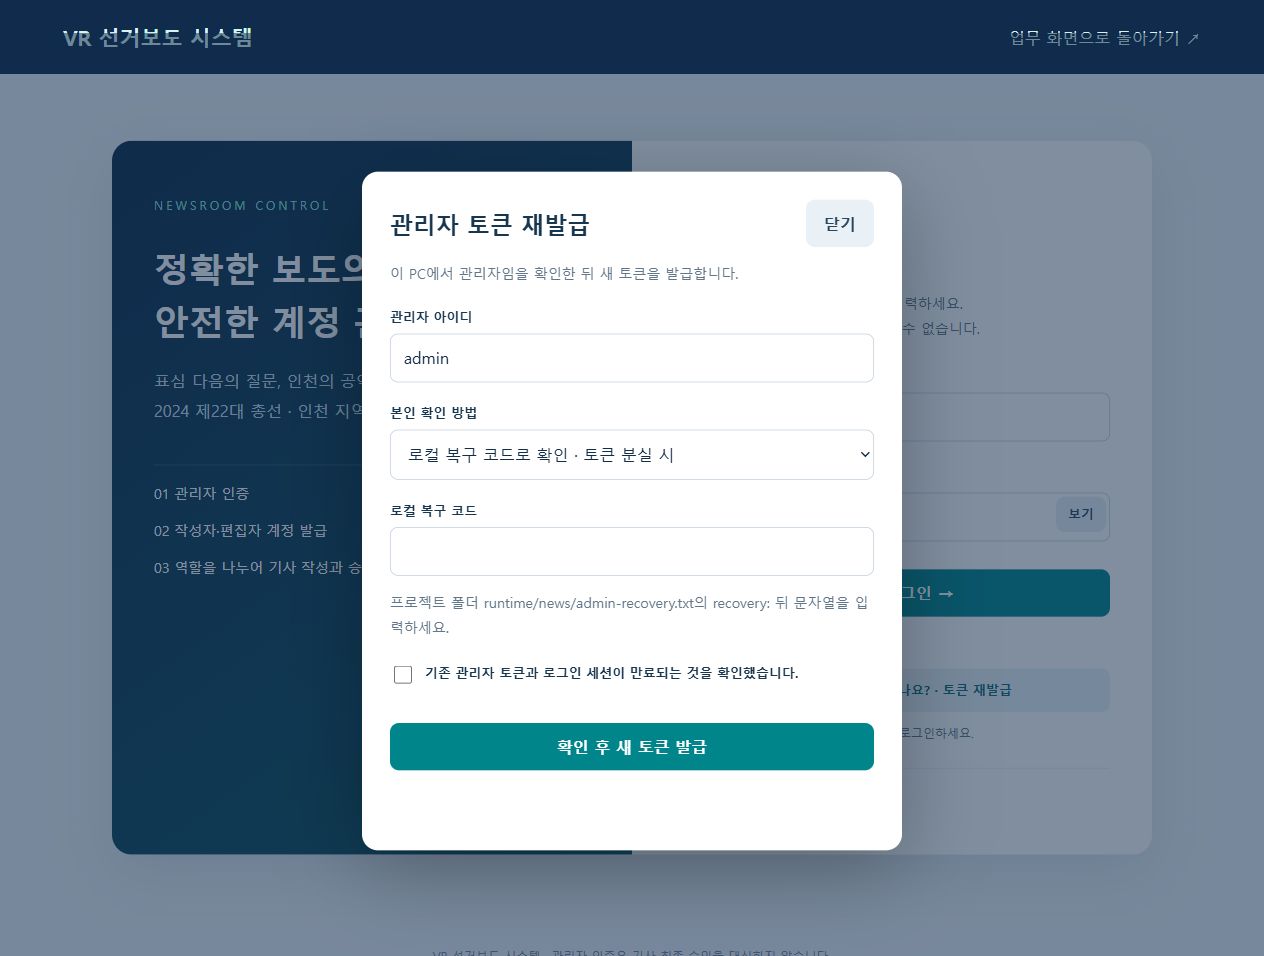 VR 선거보도 시스템
업무 화면으로 돌아가기 ↗
NEWSROOM CONTROL
정확한 보도의
안전한 계정
표심 다음의 질문, 인천의 공약
2024 제22대 총선 · 인천 지역
01 관리자 인증
02 작성자·편집자 계정 발급
03 역할을 나누어 기사 작성과 승
관리자 토큰 재발급
닫기
이 PC에서 관리자임을 확인한 뒤 새 토큰을 발급합니다.
관리자 아이디
admin
본인 확인 방법
로컬 복구 코드로 확인 · 토큰 분실 시
로컬 복구 코드
프로젝트 폴더 runtime/news/admin-recovery.txt의 recovery: 뒤 문자열을 입
력하세요.
기존 관리자 토큰과 로그인 세션이 만료되는 것을 확인했습니다.
확인 후 새 토큰 발급
력하세요.
수 없습니다.
보기
그인 →
나요? · 토큰 재발급
로그인하세요.